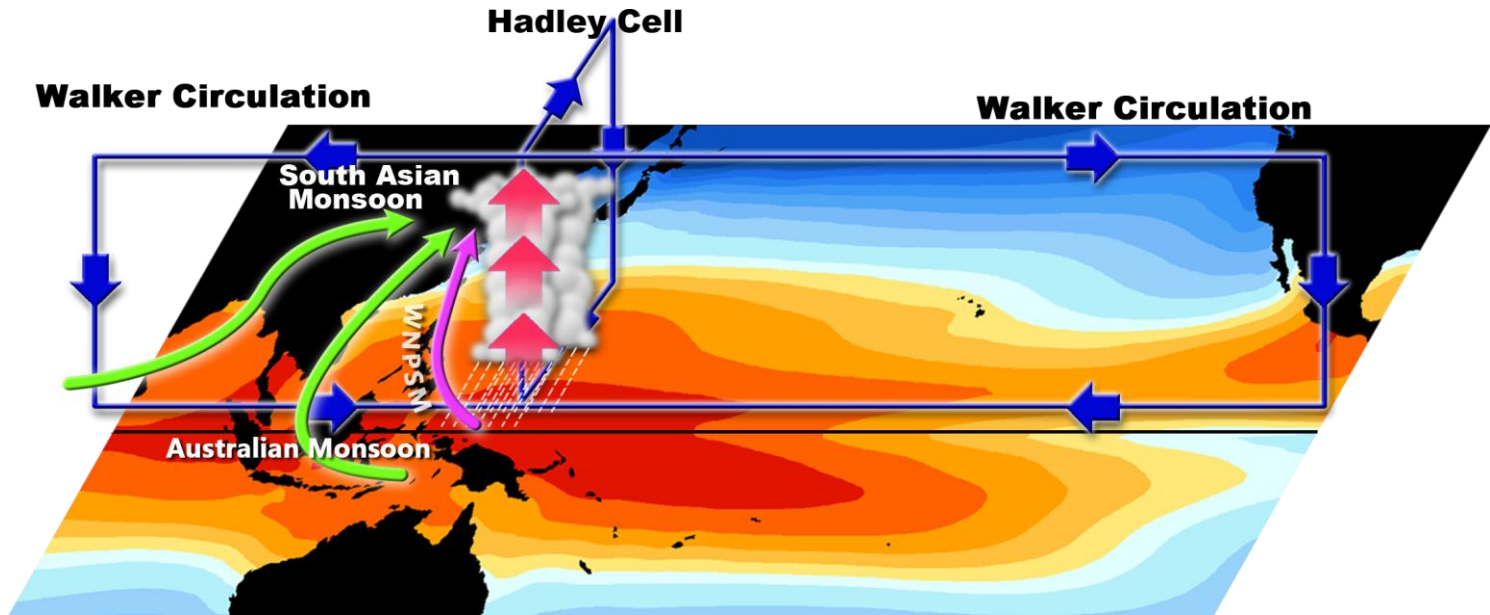 Hadley Cell
Walker Circulation
Walker Circulation
South Asian
Monsoon
WNPSM
Australian Monsoon